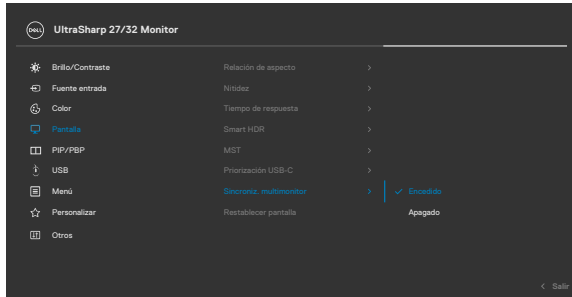 DELL
UltraSharp 27/32 Monitor
Brillo/Contraste
Relación de aspecto
Fuente entrada
Nitidez
Color
Tiempo de respuesta
Pantalla
Smart HDR
PIP/PBP
MST
USB
Priorización USB-C
Menú
Sincroniz. multimonitor
Encedido
Personalizar
Restablecer pantalla
Apagado
Otros
Salir